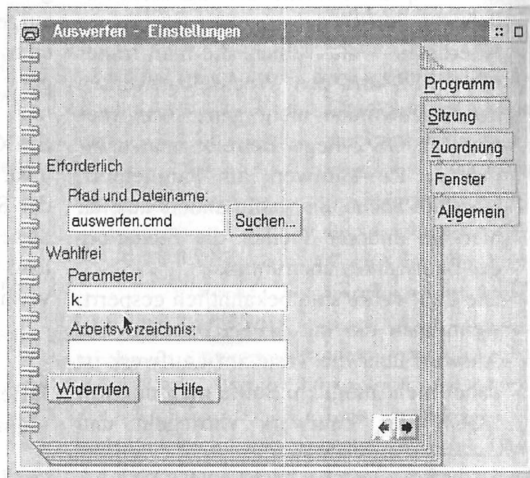 Auswerfen - Einstellungen
Programm
Sitzung
Zuordnung
Fenster
Allgemein
Erforderlich
Pfad und Dateiname:
auswerfen.cmd
Suchen...
Wahlfrei
Parameter:
k:
Arbeitsverzeichnis:
Widerrufen
Hilfe